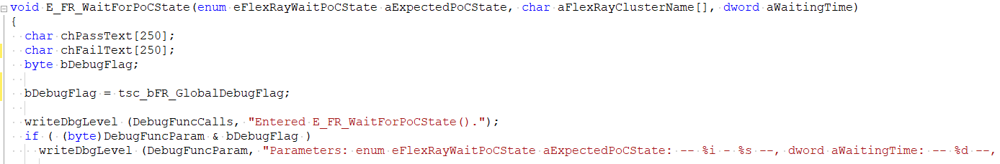 void E_FR_WaitForPoCState(enum eFlexRayWaitPoCState aExpectedPoCState, char aFlexRayClusterName[], dword aWaitingTime)
{
char chPassText[250];
char chFailText[250];
byte bDebugFlag;
bDebugFlag = tsc_bFR_GlobalDebugFlag;
writeDbgLevel (DebugFuncCalls, "Entered E_FR_WaitForPoCState().");
if ( (byte)DebugFuncParam & bDebugFlag )
writeDbgLevel (DebugFuncParam, "Parameters: enum eFlexRayWaitPoCState aExpectedPoCState: -- %i - %s --, dword aWaitingTime: -- %d --,